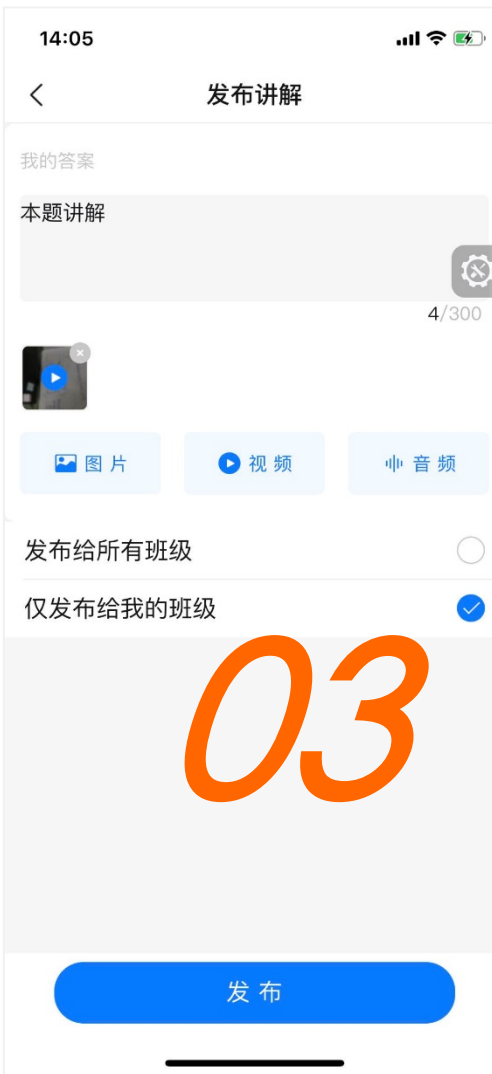 14:05
发布讲解
我的答案
本题讲解
4/300
图片 视频 音频
发布给所有班级
仅发布给我的班级
03
发布